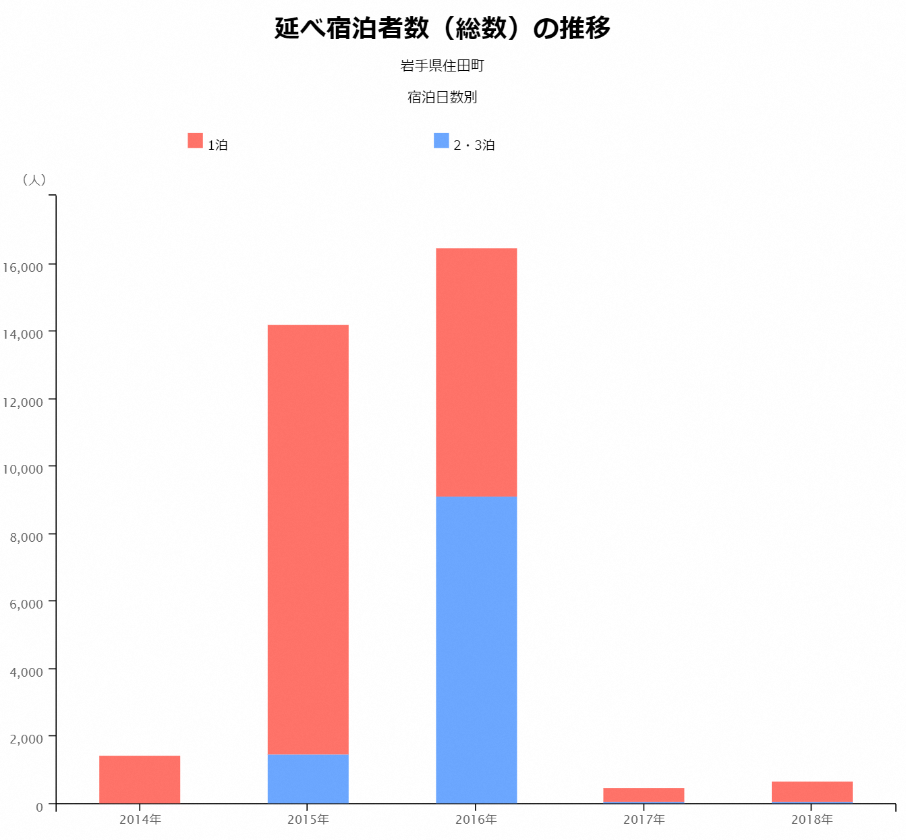 延べ宿泊者数（総数）の推移
岩手県住田町
宿泊日数別
1泊
2・3泊
（人）
16,000
14,000
12,000
10,000
8,000
6,000
4,000
2,000
0
2014年
2015年
2016年
2017年
2018年